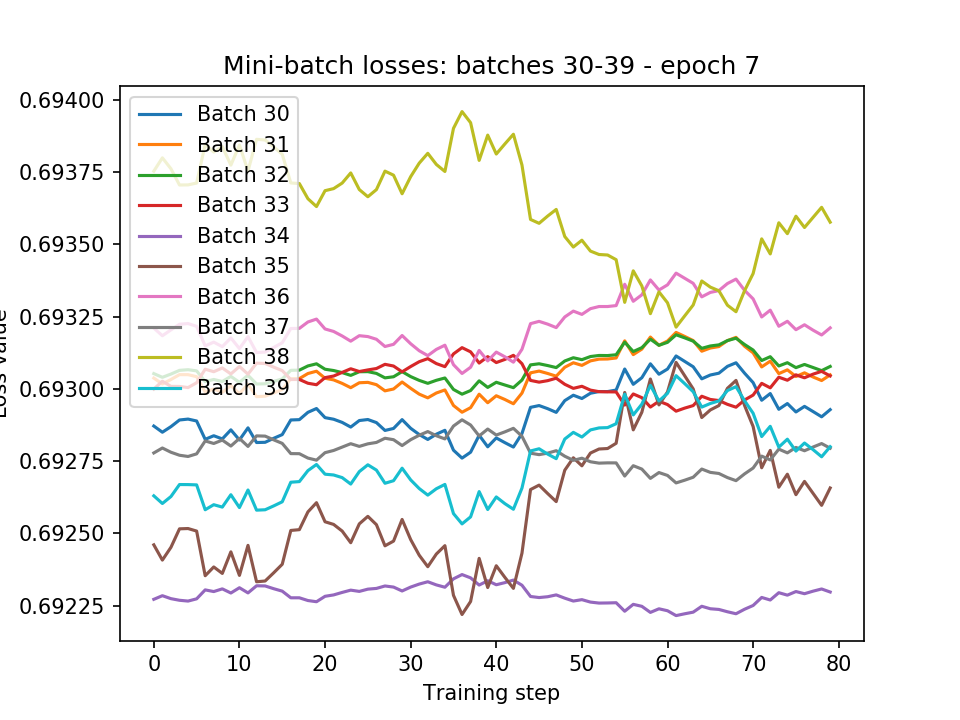 Mini-batch losses: batches 30-39 - epoch 7
0.69400
0.69375
0.69350
0.69325
0.69300
0.69275
0.69250
0.69225
Loss value
Batch 30
Batch 31
Batch 32
Batch 33
Batch 34
Batch 35
Batch 36
Batch 37
Batch 38
Batch 39
0 10 20 30 40 50 60 70 80
Training step